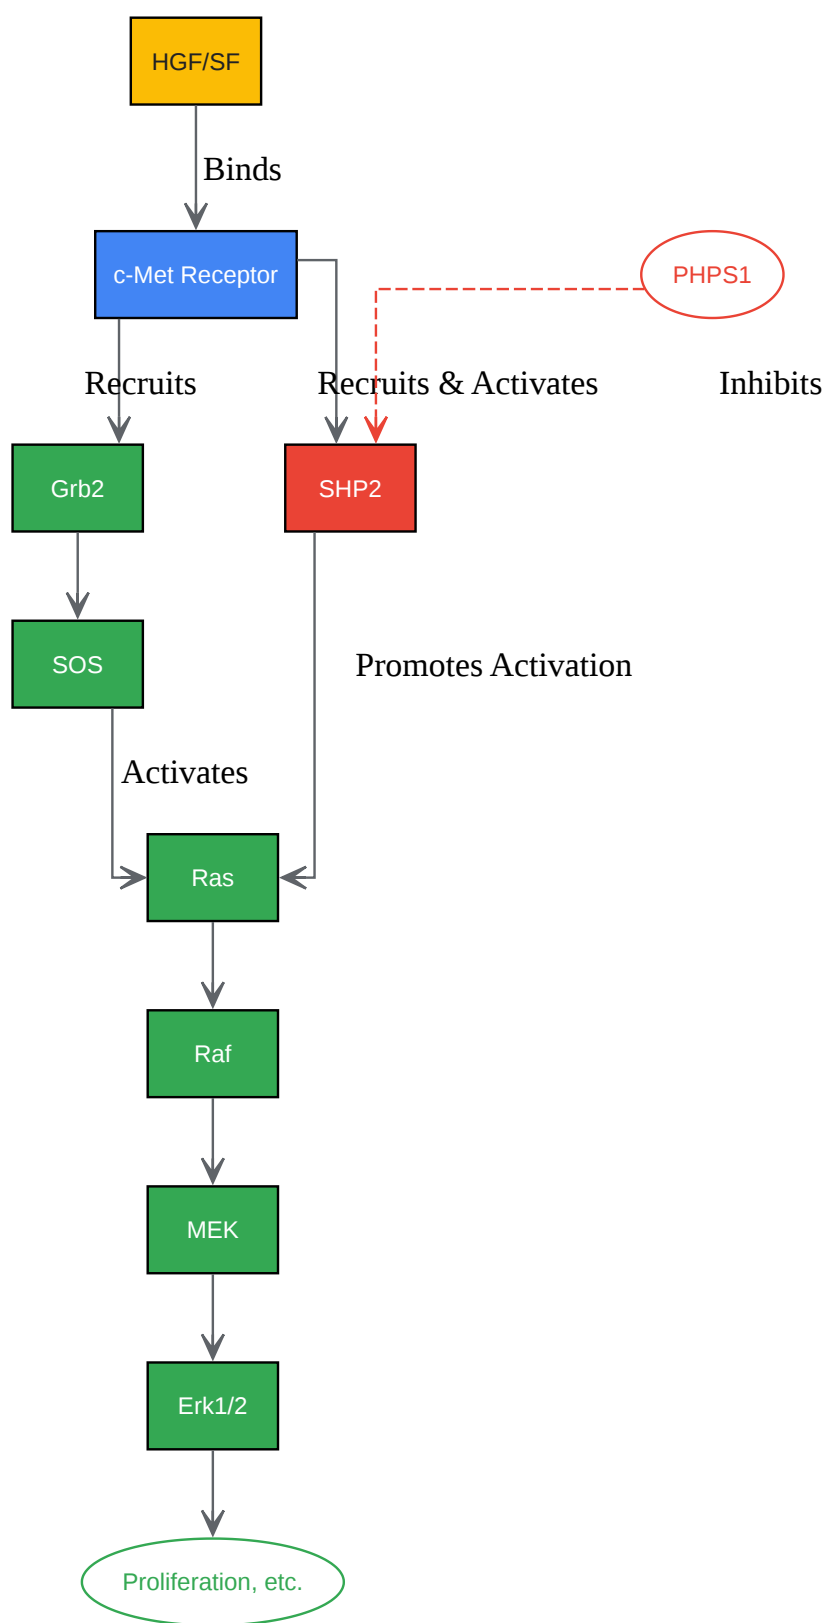 HGF/SF
Binds
c-Met Receptor
PHPS1
Recruits
Recruits & Activates
Inhibits
Grb2
SHP2
SOS
Promotes Activation
Activates
Ras
Raf
MEK
Erk1/2
Proliferation, etc.